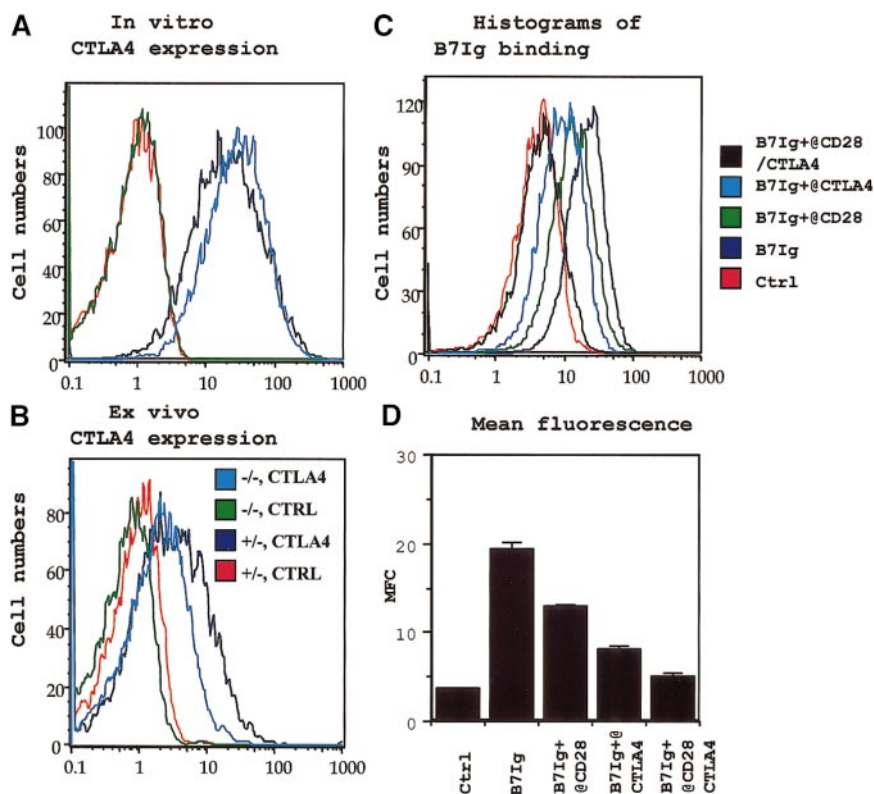 A
In vitro
CTLA4 expression
Cell numbers
100
80
60
40
20
0
0.1 1 10 100 1000
B
Ex vivo
CTLA4 expression
Cell numbers
80
60
40
20
0
0.1 1 10 100 1000
-/-, CTLA4
-/-, CTRL
+/-, CTLA4
+/-, CTRL
C
Histograms of
B7Ig binding
Cell numbers
120
90
60
30
0
0.1 1 10 100 1000
B7Ig+@CD28
/CTLA4
B7Ig+@CTLA4
B7Ig+@CD28
B7Ig
Ctrl
D
Mean fluorescence
MFC
30
20
10
0
Ctrl
B7Ig
B7Ig+
@CD28
B7Ig+@
CTLA4
B7Ig+
@CD28
CTLA4